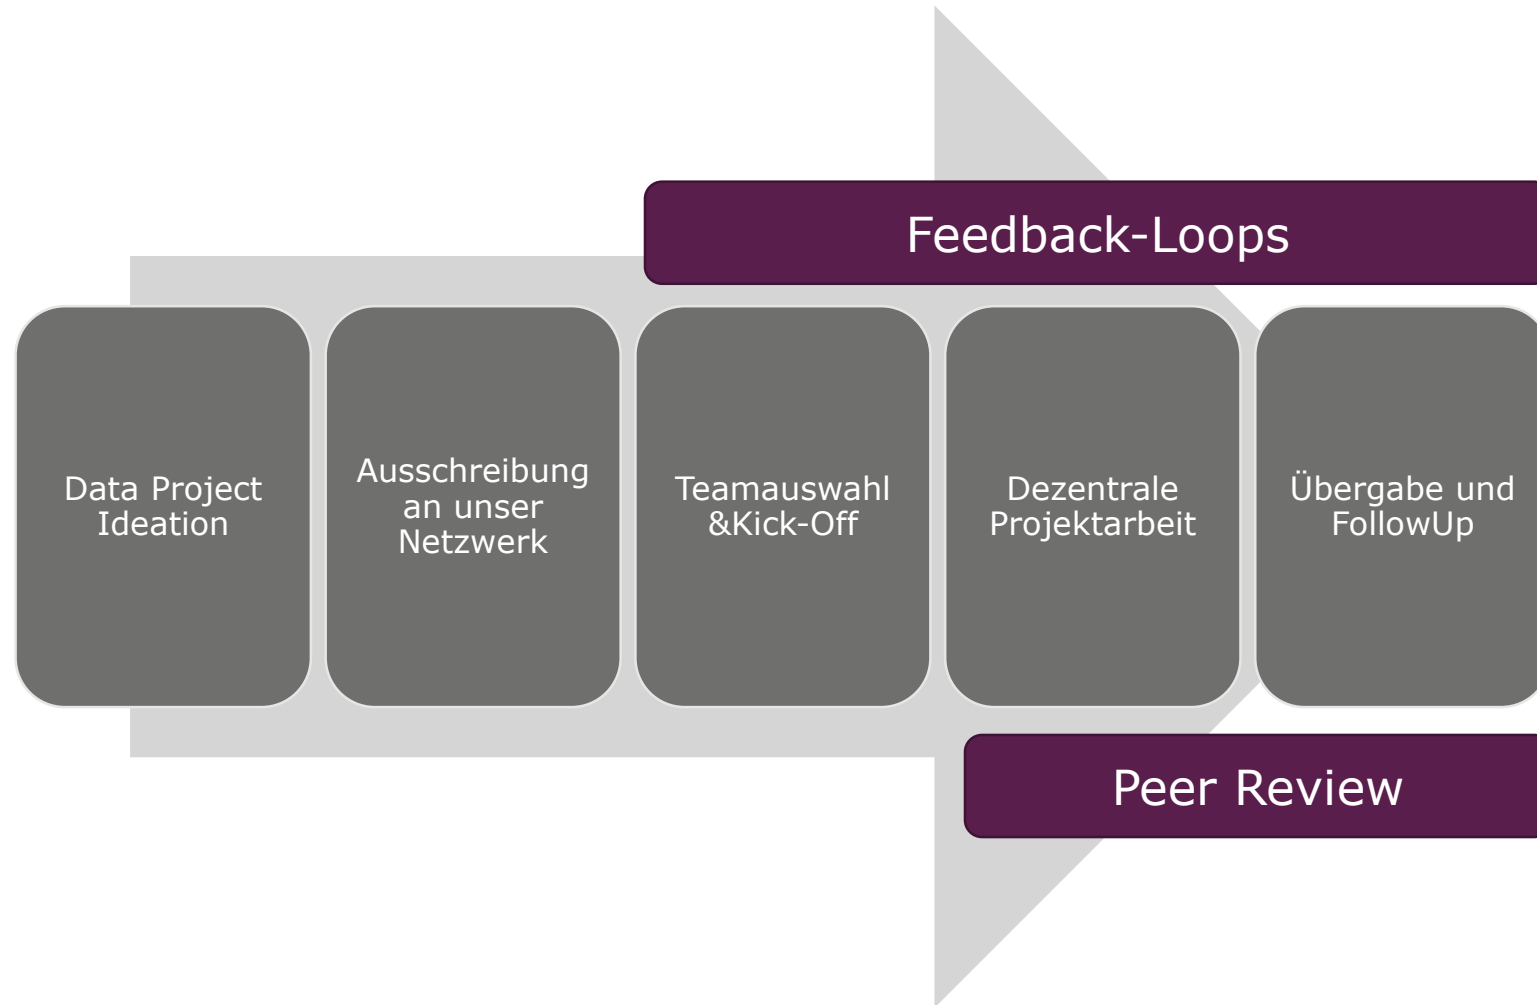 Feedback-Loops
Data Project
Ideation
Ausschreibung
an unser
Netzwerk
Teamauswahl
&Kick-Off
Dezentrale
Projektarbeit
Übergabe und
FollowUp
Peer Review